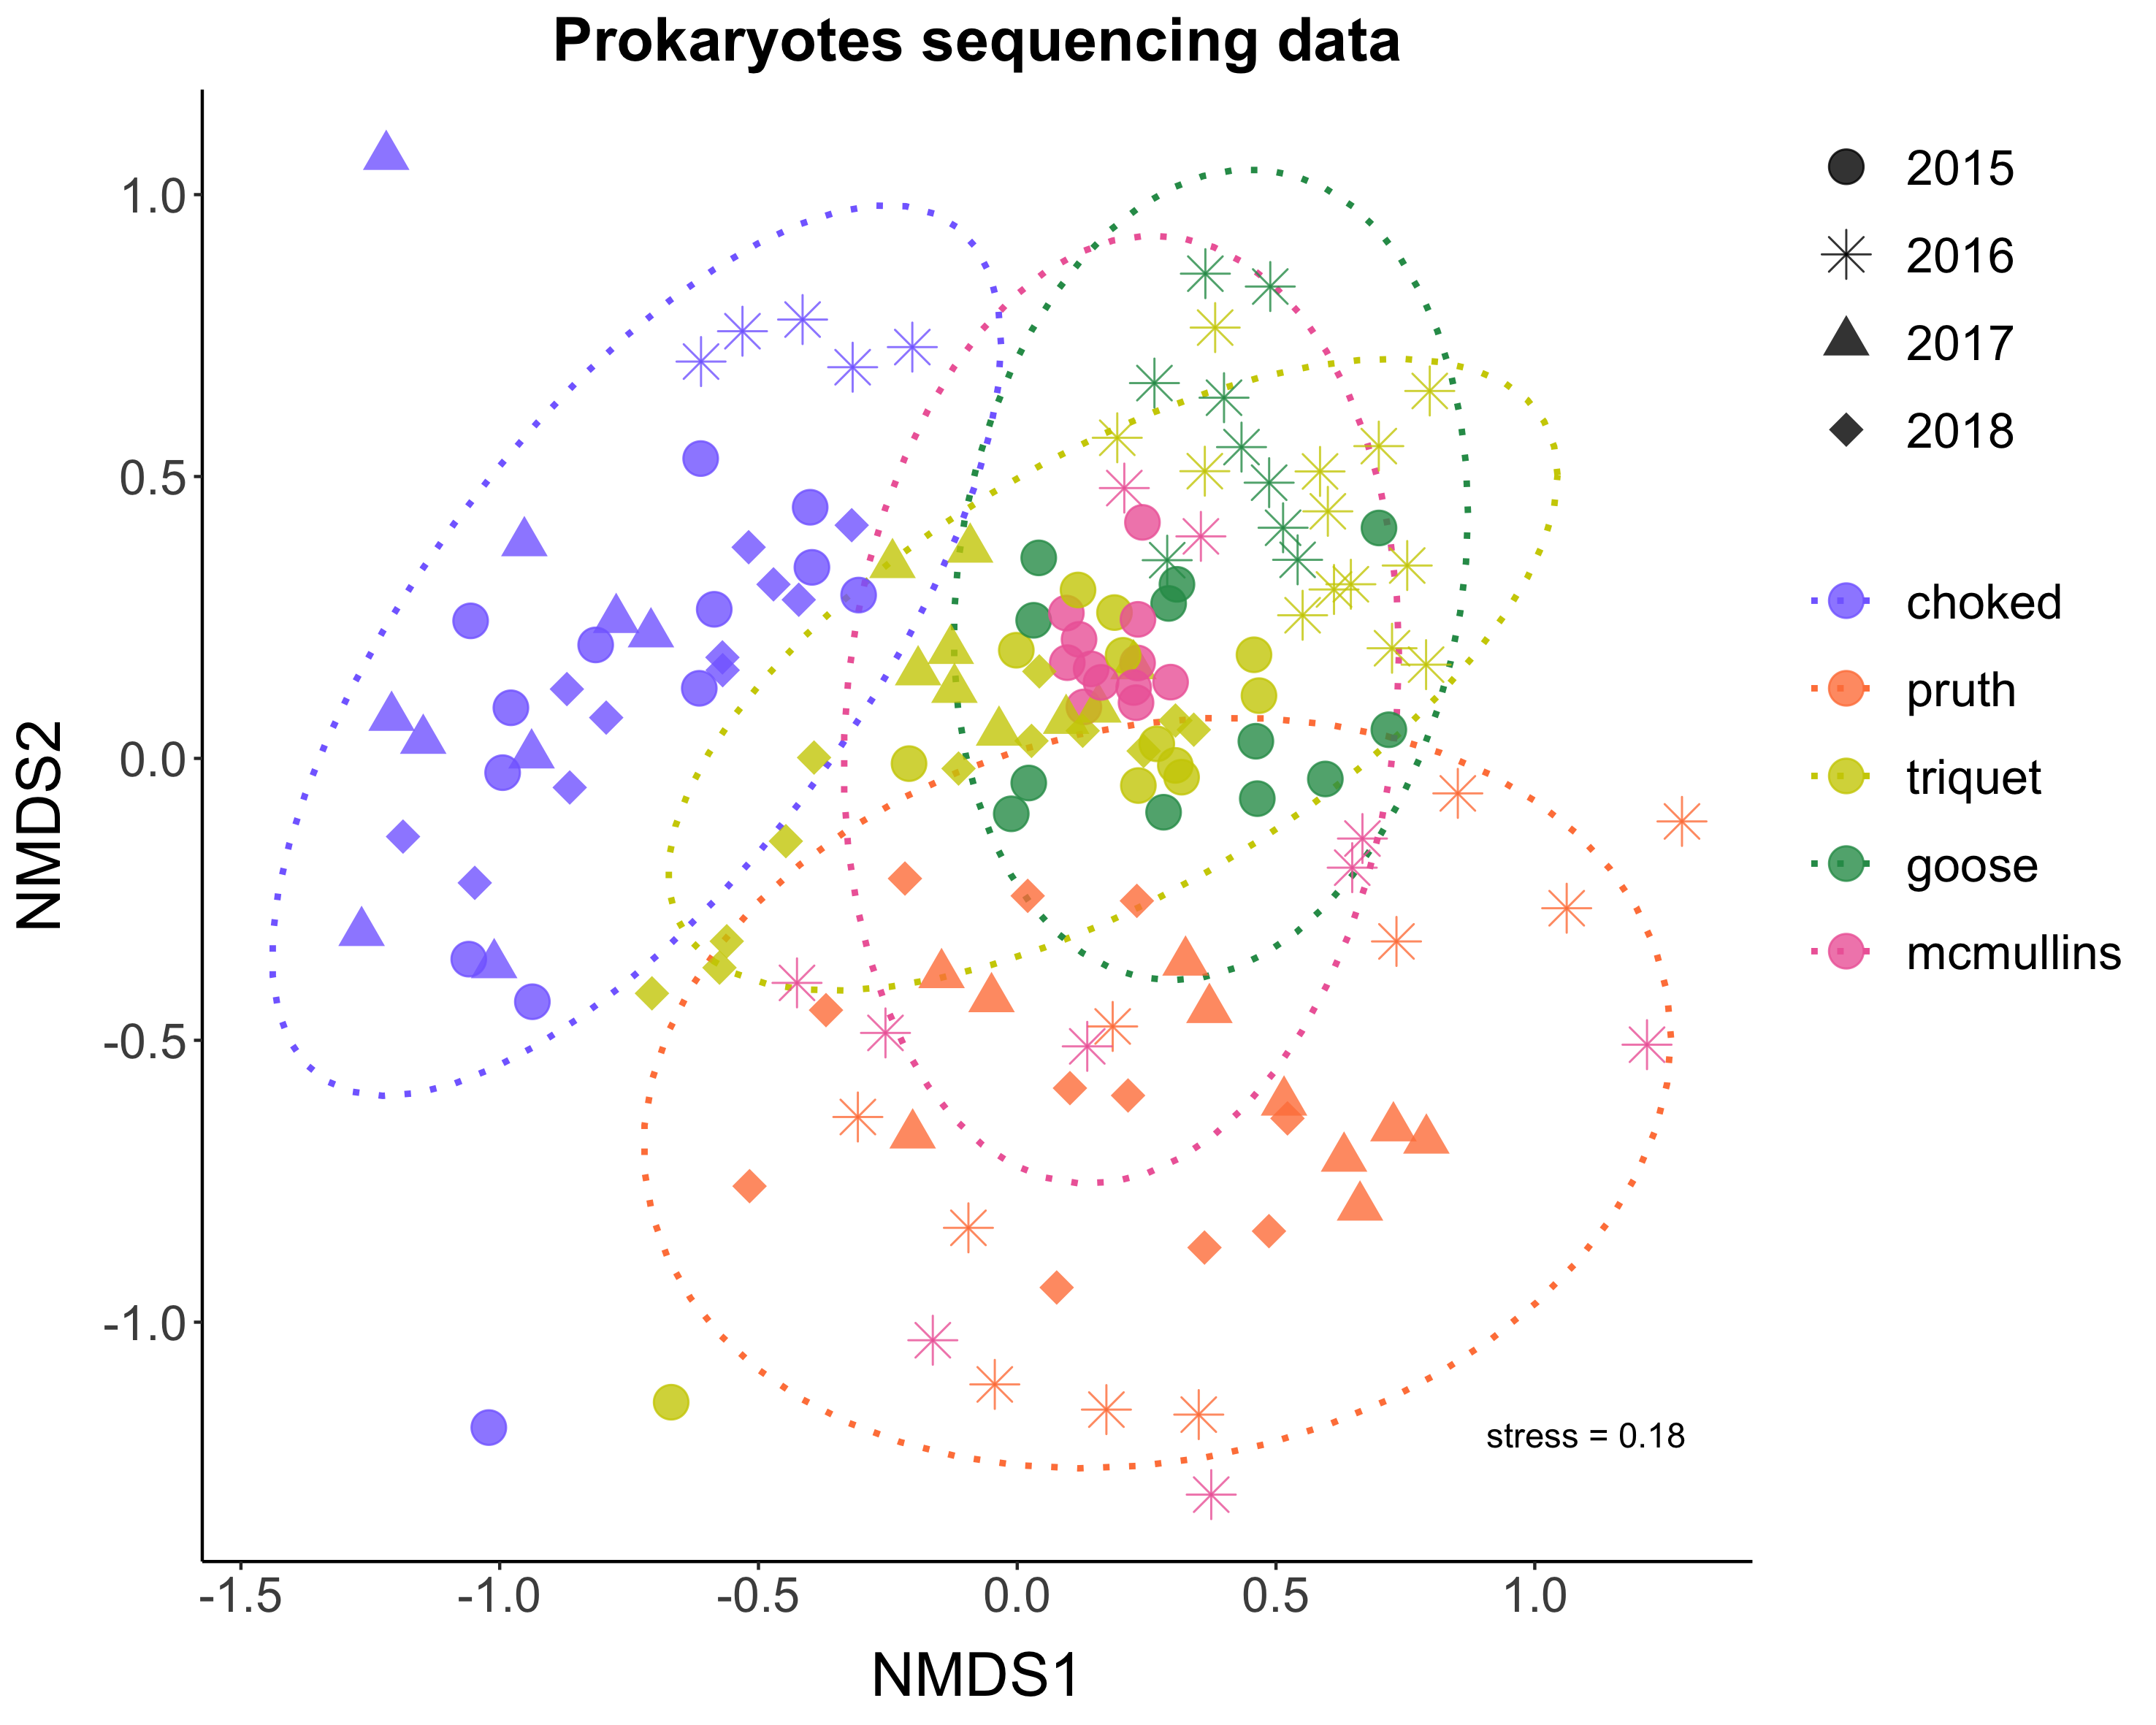 Prokaryotes sequencing data
NMDS2
1.0
0.5
0.0
-0.5
-1.0
-1.5
-1.0
-0.5
0.0
0.5
1.0
NMDS1
stress = 0.18
2015
2016
2017
2018
choked
pruth
triquet
goose
mcmullins